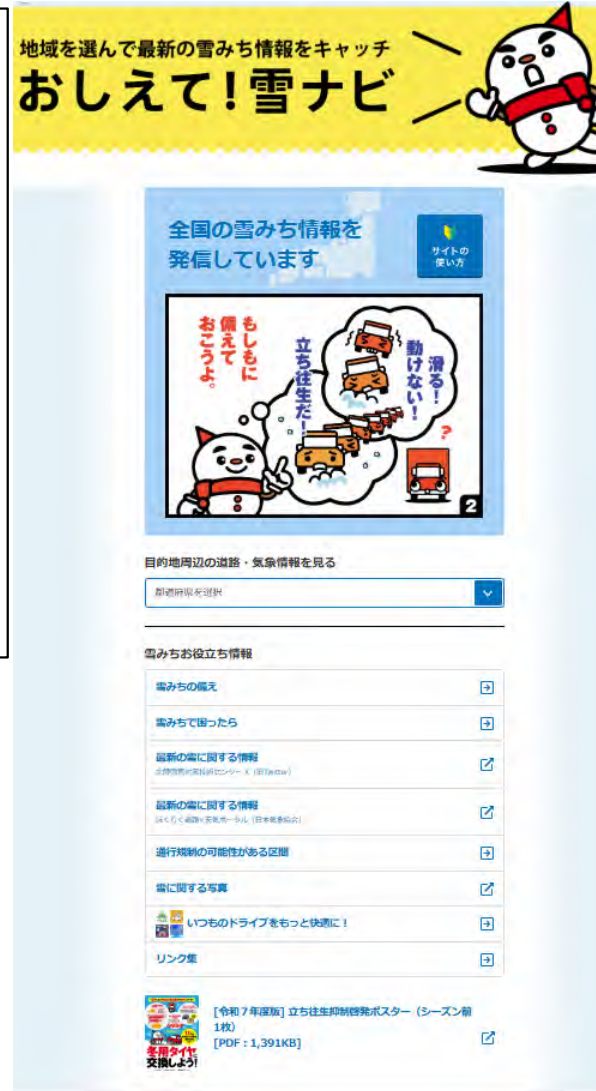 地域を選んで最新の雪みち情報をキャッチ
おしえて!雪ナビ
全国の雪みち情報を
発信しています
サイトの
使い方
もしもに
備えて
おこうよ。
立ち往生だ!
滑る!
動けない!
?
2
目的地周辺の道路・気象情報を見る
都道府県を選択
雪みちお役立ち情報
雪みちの備え
雪みちで困ったら
最新の雪に関する情報
最新の雪に関する情報
通行規制の可能性がある区間
雪に関する写真
いつものドライブをもっと快適に!
リンク集
[令和7年度版] 立ち往生抑制啓発ポスター(シーズン前
1枚)
[PDF:1,391KB]
冬用タイヤ
交換しよう!